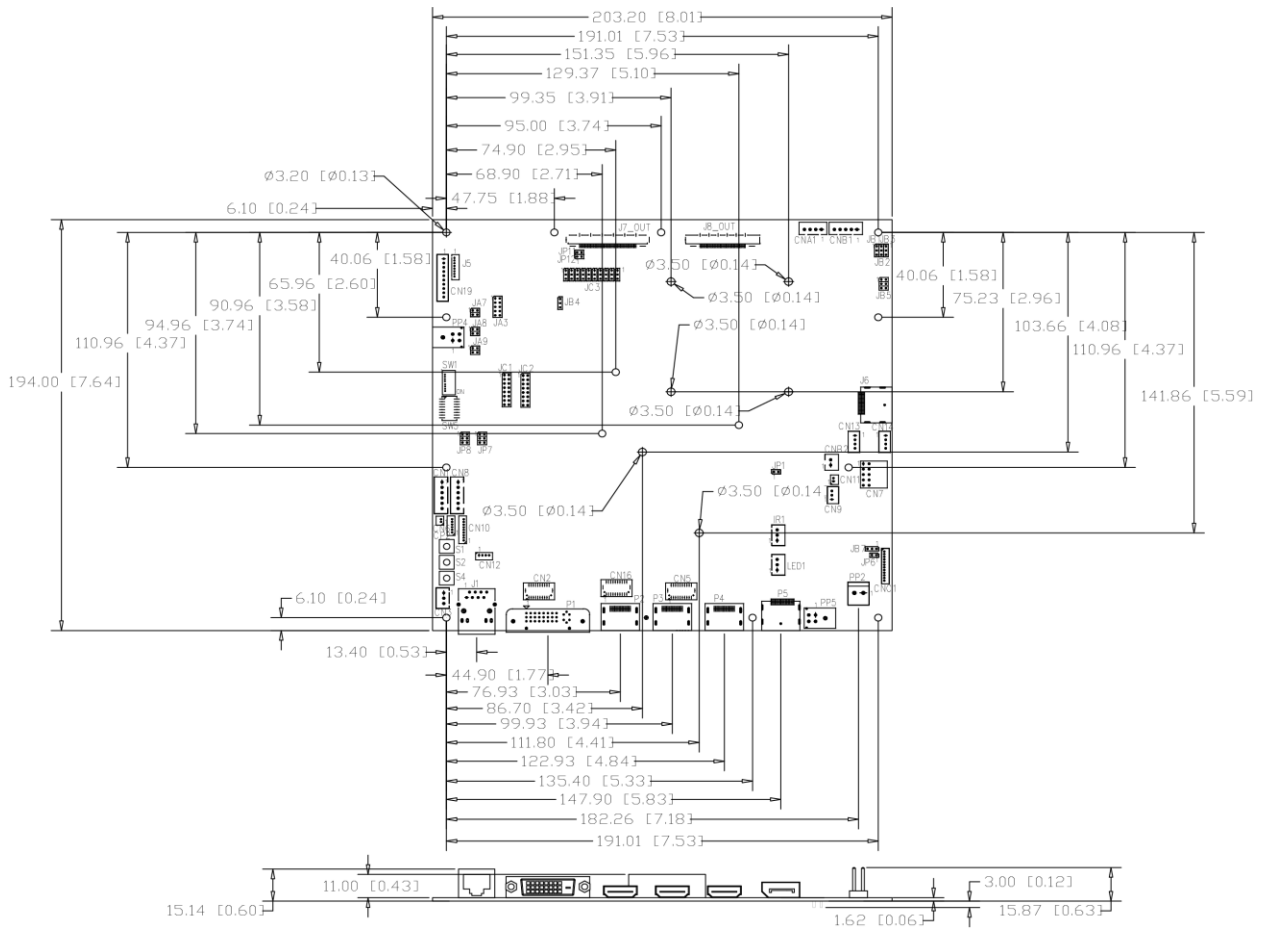 203.20 [8.01]
191.01 [7.53]
151.35 [5.96]
129.37 [5.10]
99.35 [3.91]
95.00 [3.74]
74.90 [2.95]
68.90 [2.71]
Ø3.20 [Ø0.13]
47.75 [1.88]
6.10 [0.24]
J7_OUT
J8_OUT
CNA1 1
CNB1 1
JB3
JB2
JP12
J5
CN19
JC3
Ø3.50 [Ø0.14]
40.06 [1.58]
40.06 [1.58]
65.96 [2.60]
JB5
75.23 [2.96]
90.96 [3.58]
JA7
JA3
JB4
Ø3.50 [Ø0.14]
94.96 [3.74]
PP4
JA8
Ø3.50 [Ø0.14]
103.66 [4.08]
110.96 [4.37]
JA9
110.96 [4.37]
SW1
JC1
JC2
194.00 [7.64]
J6
141.86 [5.59]
ON
Ø3.50 [Ø0.14]
CN13
JP8
JP7
CN8
JP1
CN11
CN7
CN9
Ø3.50 [Ø0.14]
Ø3.50 [Ø0.14]
CN10
IR1
S1
JB7
JP6
S2
CN12
LED1
CNC1
S4
J1
CN2
CN16
CN5
PP2
6.10 [0.24]
P1
P2
P3
P4
P5
PP5
13.40 [0.53]
44.90 [1.77]
76.93 [3.03]
86.70 [3.42]
99.93 [3.94]
111.80 [4.41]
122.93 [4.84]
135.40 [5.33]
147.90 [5.83]
182.26 [7.18]
191.01 [7.53]
11.00 [0.43]
3.00 [0.12]
15.14 [0.60]
1.62 [0.06]
15.87 [0.63]